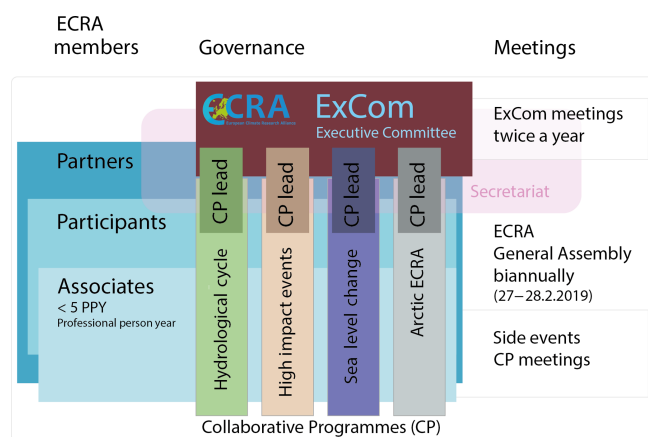 ECRA
members
Governance
Meetings
ECRA
European Climate Research Alliance
ExCom
Executive Committee
ExCom meetings
twice a year
Partners
CP lead
CP lead
CP lead
CP lead
Secretariat
Participants
ECRA
General Assembly
biannually
(27–28.2.2019)
Associates
< 5 PPY
Professional person year
Hydrological cycle
High impact events
Sea level change
Arctic ECRA
Side events
CP meetings
Collaborative Programmes (CP)